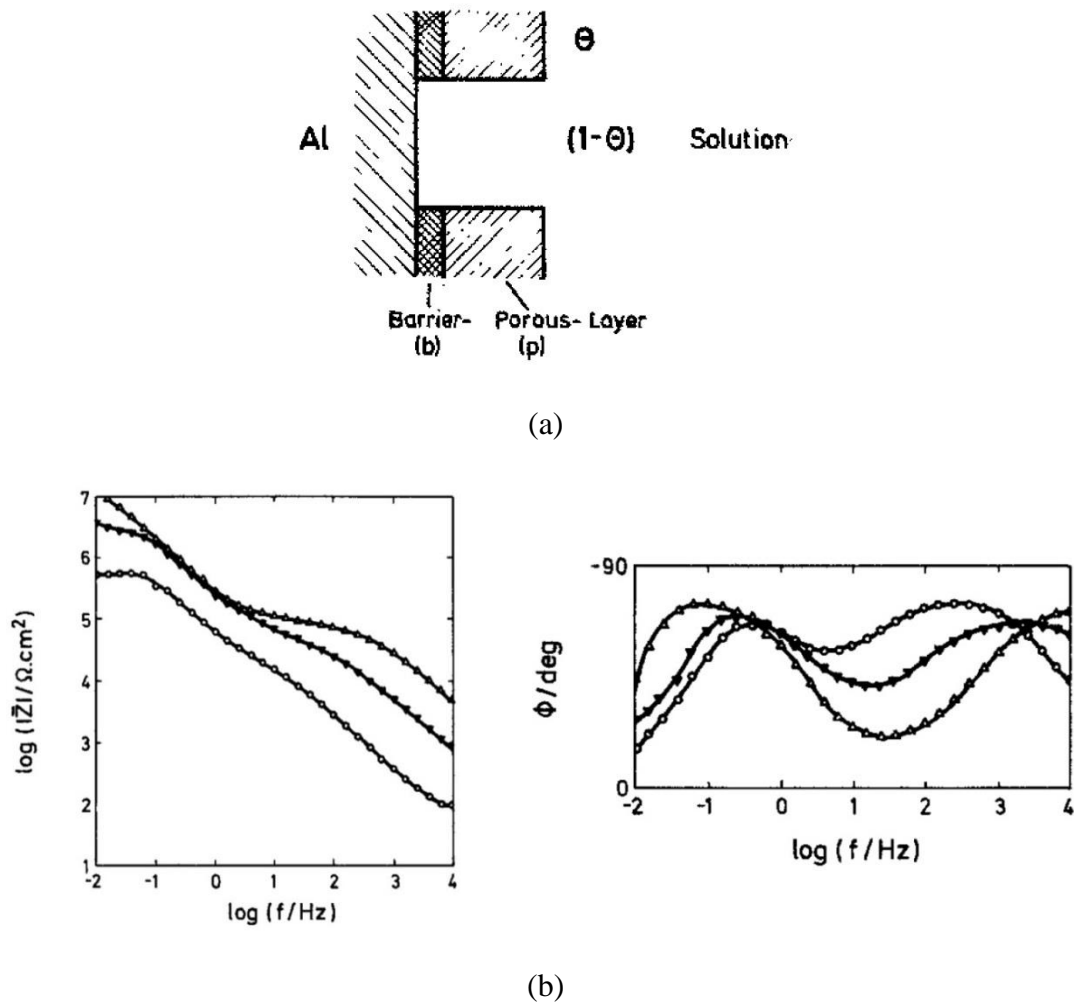 Θ
Al (1-Θ) Solution
Barrier- Porous- Layer
(b) (p)
(a)
7
6
5
4
3
2
1
log (|Z̄|/Ω.cm²)
-2 -1 0 1 2 3 4
log (f/Hz)
-90
0
Φ/deg
-2 -1 0 1 2 3 4
log (f/Hz)
(b)